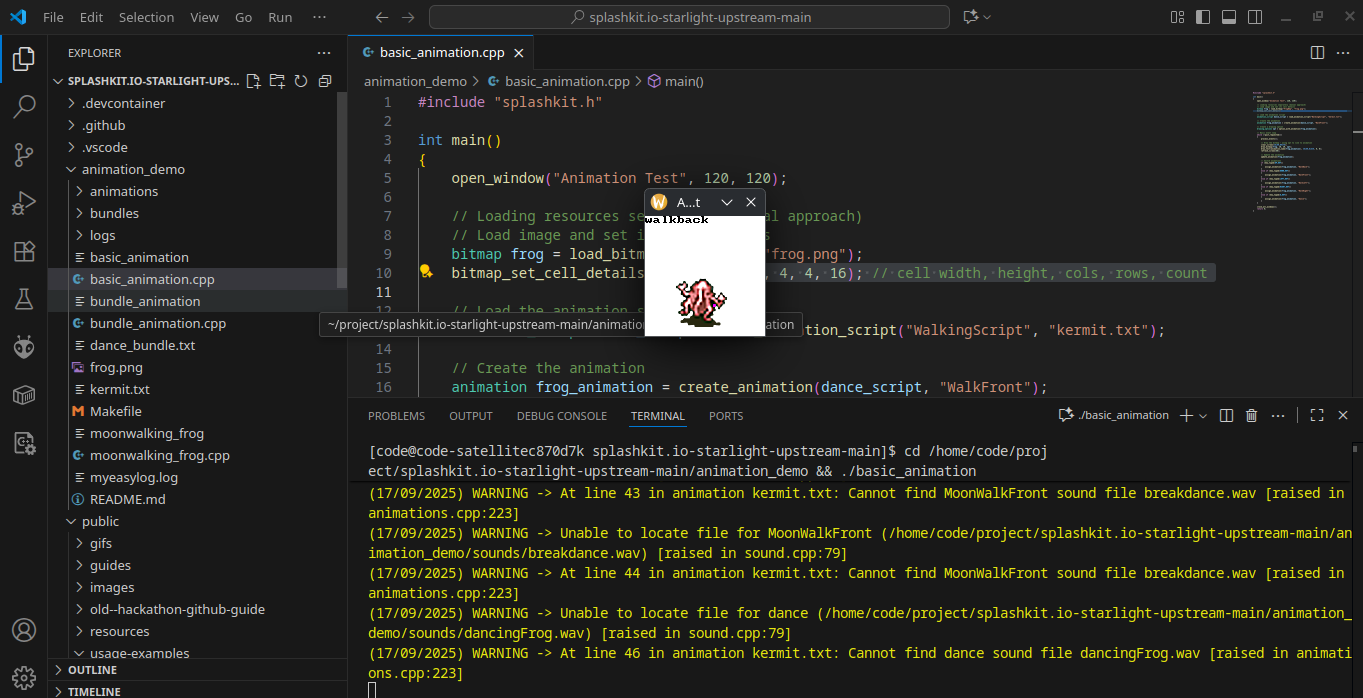 File Edit Selection View Go Run ···
splashkit.io-starlight-upstream-main
EXPLORER
SPLASHKIT.IO-STARLIGHT-UPS...
.devcontainer
.github
.vscode
animation_demo
animations
bundles
logs
basic_animation
basic_animation.cpp
bundle_animation
bundle_animation.cpp
dance_bundle.txt
frog.png
kermit.txt
Makefile
moonwalking_frog
moonwalking_frog.cpp
myeasylog.log
README.md
public
gifs
guides
images
old--hackathon-github-guide
resources
usage-examples
OUTLINE
TIMELINE
basic_animation.cpp
animation_demo > basic_animation.cpp > main()
1 #include "splashkit.h"
2
3 int main()
4 {
5 open_window("Animation Test", 120, 120);
6
7 // Loading resources se al approach)
8 // Load image and set i s
9 bitmap frog = load_bitm "frog.png");
10 bitmap_set_cell_details , 4, 4, 16); // cell width, height, cols, rows, count
11
12 // Load the animation s
tion_script("WalkingScript", "kermit.txt");
14
15 // Create the animation
16 animation frog_animation = create_animation(dance_script, "WalkFront");
A...t
walkback
~/project/splashkit.io-starlight-upstream-main/animatio ation
PROBLEMS OUTPUT DEBUG CONSOLE TERMINAL PORTS
./basic_animation
[code@code-satellitec870d7k splashkit.io-starlight-upstream-main]$ cd /home/code/proj
ect/splashkit.io-starlight-upstream-main/animation_demo && ./basic_animation
(17/09/2025) WARNING -> At line 43 in animation kermit.txt: Cannot find MoonWalkFront sound file breakdance.wav [raised in
animations.cpp:223]
(17/09/2025) WARNING -> Unable to locate file for MoonWalkFront (/home/code/project/splashkit.io-starlight-upstream-main/an
imation_demo/sounds/breakdance.wav) [raised in sound.cpp:79]
(17/09/2025) WARNING -> At line 44 in animation kermit.txt: Cannot find MoonWalkFront sound file breakdance.wav [raised in
animations.cpp:223]
(17/09/2025) WARNING -> Unable to locate file for dance (/home/code/project/splashkit.io-starlight-upstream-main/animation_
demo/sounds/dancingFrog.wav) [raised in sound.cpp:79]
(17/09/2025) WARNING -> At line 46 in animation kermit.txt: Cannot find dance sound file dancingFrog.wav [raised in animati
ons.cpp:223]